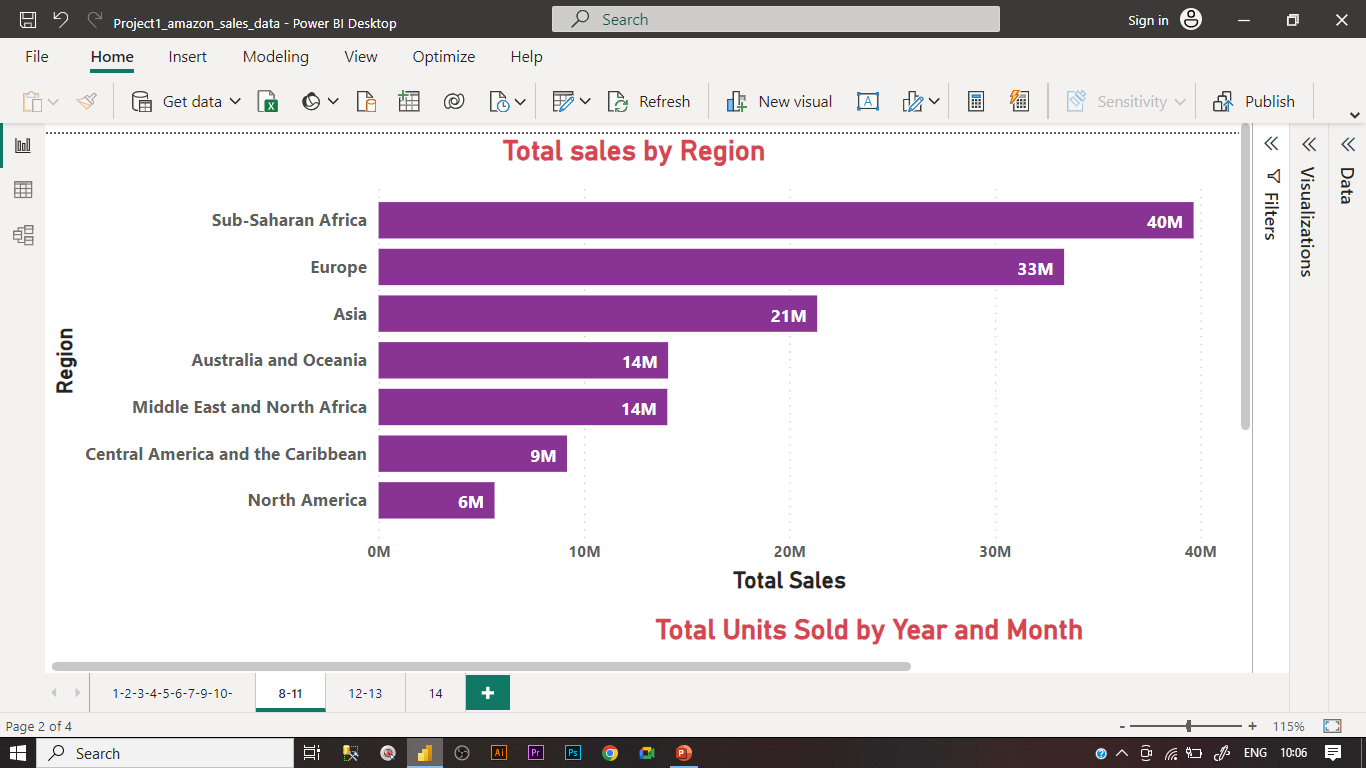 Project1_amazon_sales_data - Power BI Desktop
Search
Sign in
File Home Insert Modeling View Optimize Help
Get data Refresh New visual Sensitivity Publish
Total sales by Region
Region
Sub-Saharan Africa 40M
Europe 33M
Asia 21M
Australia and Oceania 14M
Middle East and North Africa 14M
Central America and the Caribbean 9M
North America 6M
0M 10M 20M 30M 40M
Total Sales
Total Units Sold by Year and Month
Filters
Visualizations
Data
1-2-3-4-5-6-7-9-10- 8-11 12-13 14
Page 2 of 4
- + 115%
Search
Ai Pr Ps
ENG 10:06